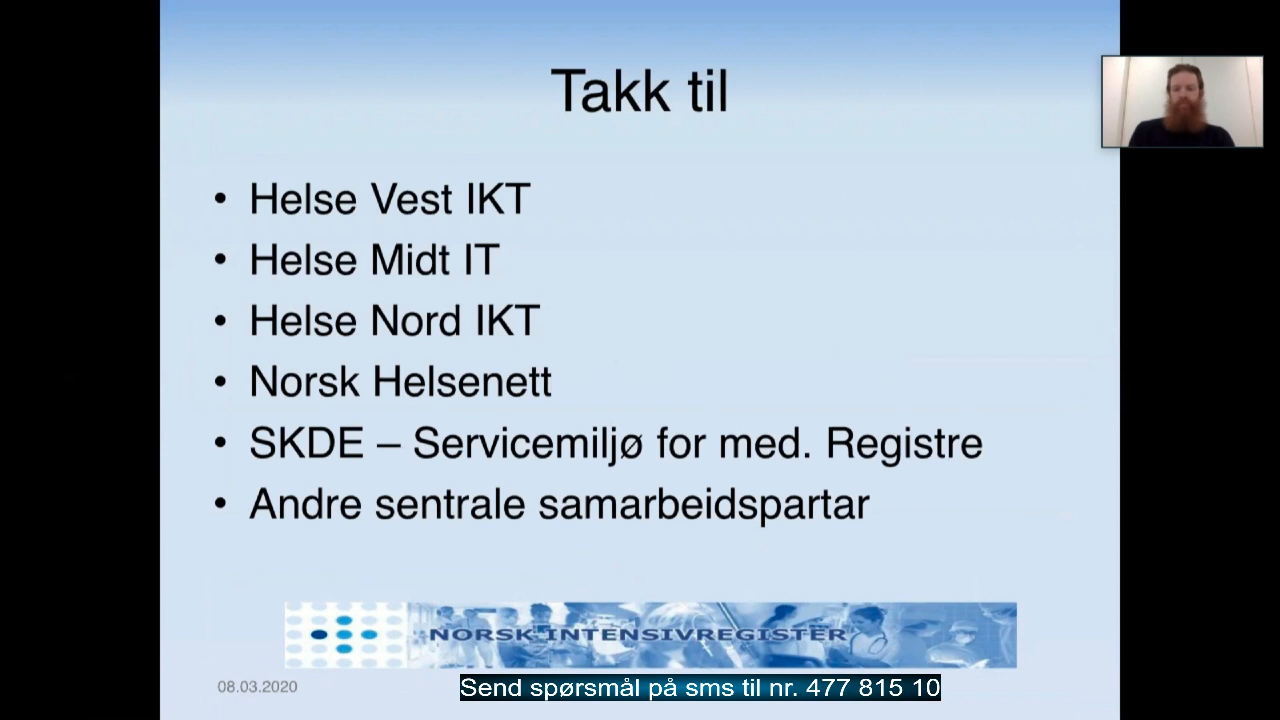 Takk til
• Helse Vest IKT
• Helse Midt IT
• Helse Nord IKT
• Norsk Helsenett
• SKDE – Servicemiljø for med. Registre
• Andre sentrale samarbeidspartar
NORSK INTENSIVREGISTER
08.03.2020
Send spørsmål på sms til nr. 477 815 10